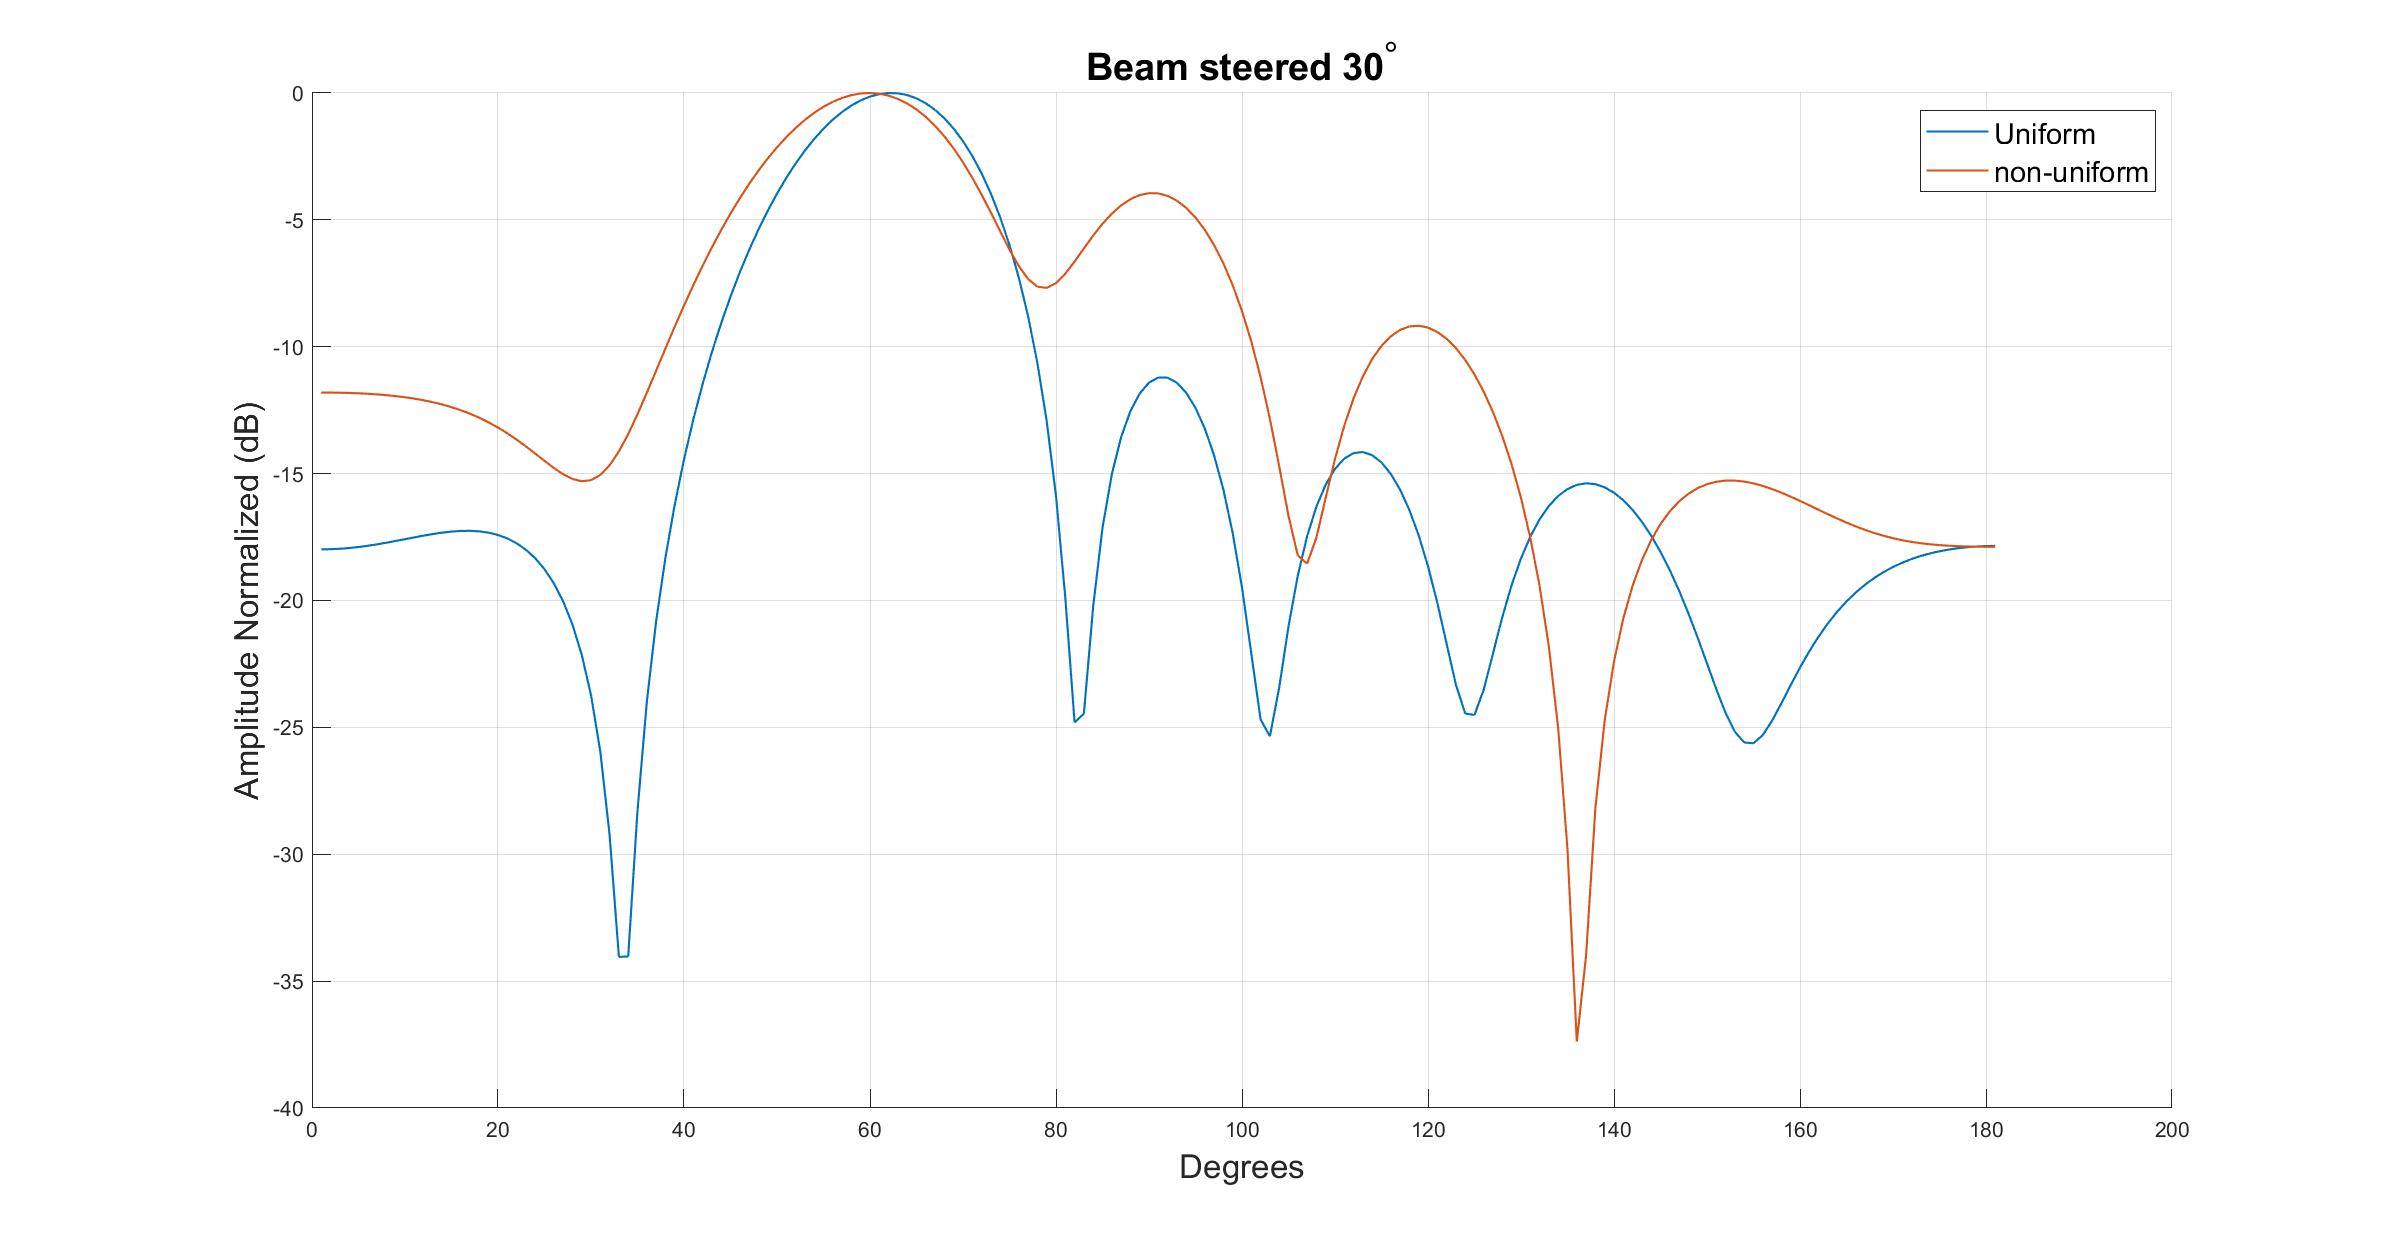 Beam steered 30°
Uniform
non-uniform
Amplitude Normalized (dB)
0
-5
-10
-15
-20
-25
-30
-35
-40
0 20 40 60 80 100 120 140 160 180 200
Degrees